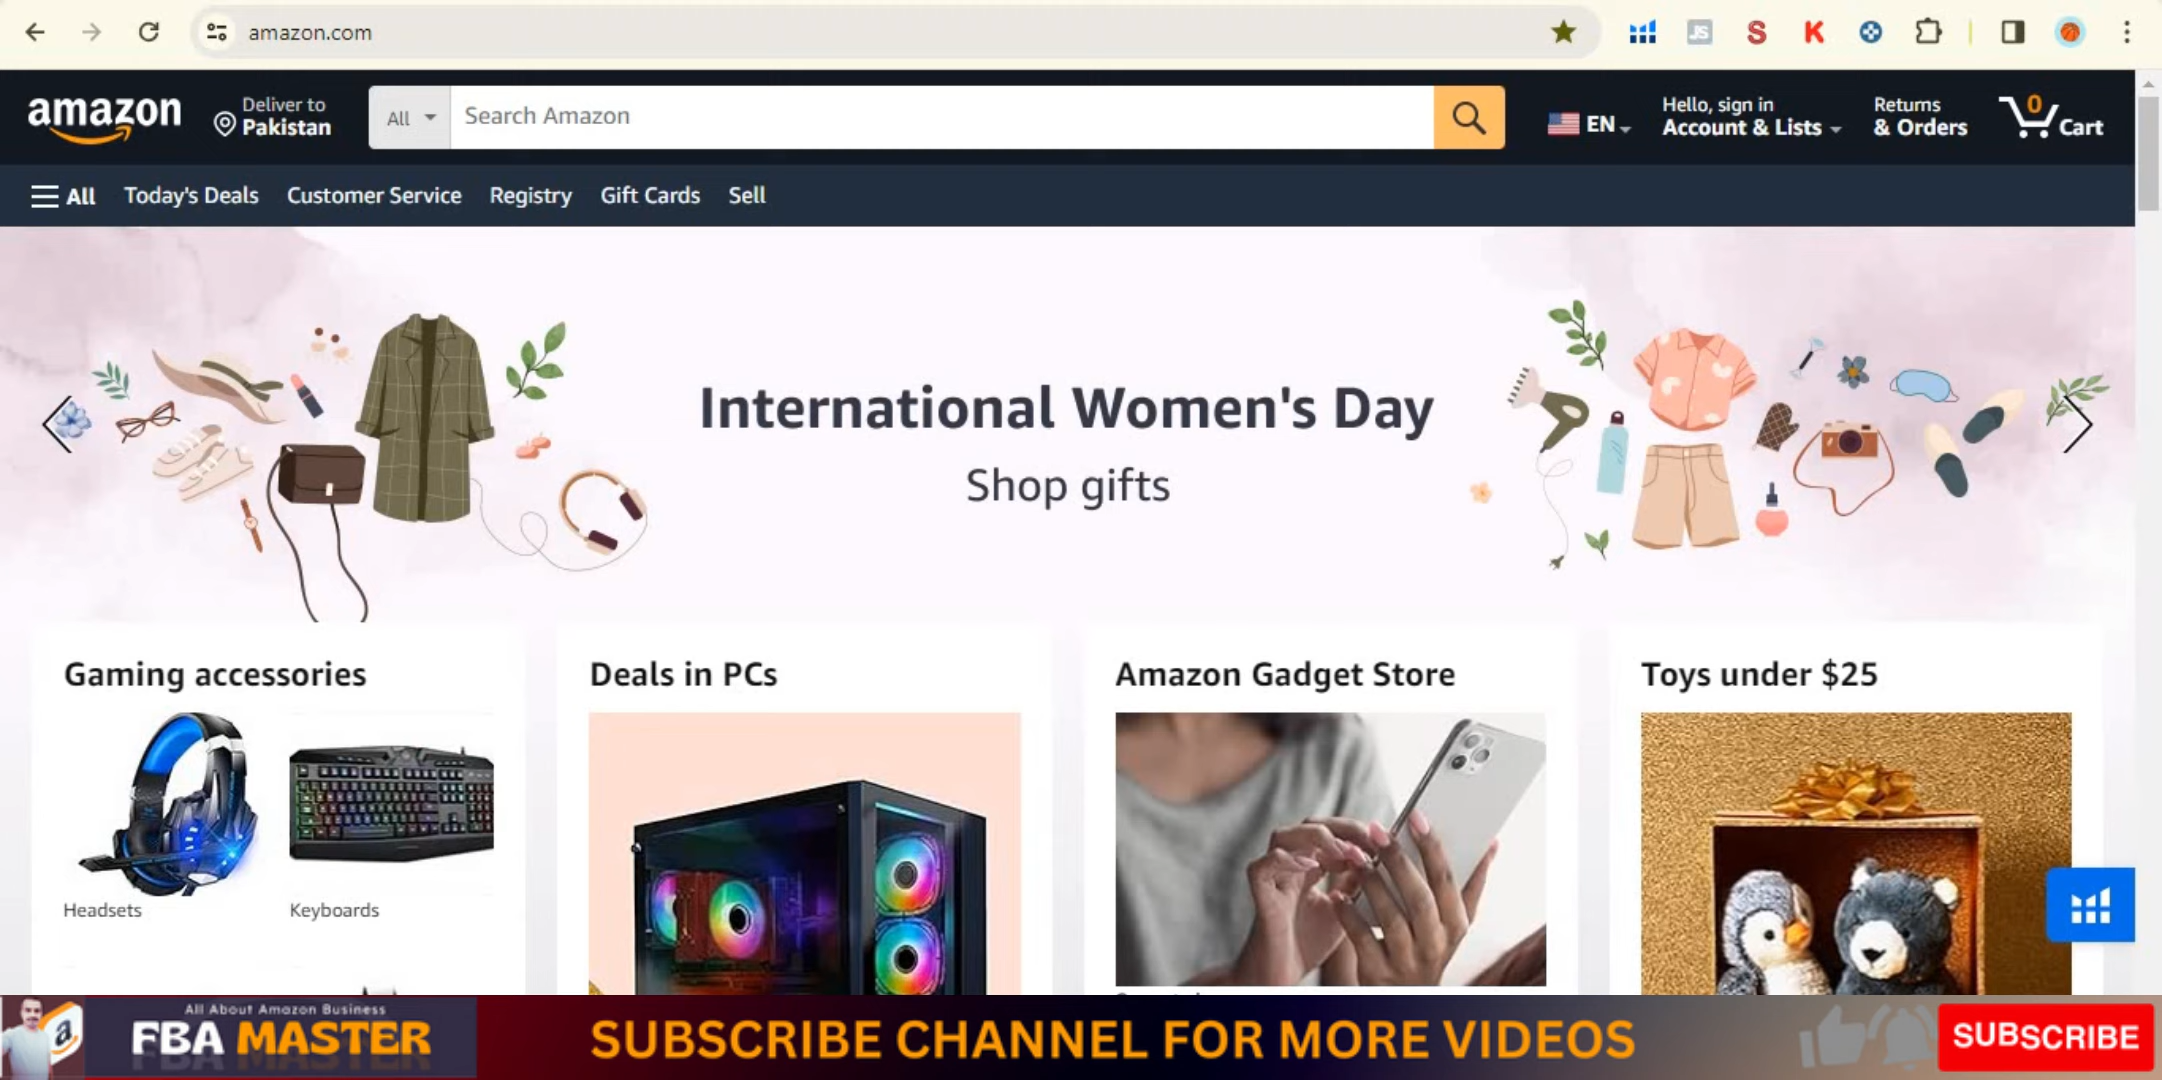 amazon.com
JS
S
K
amazon
Deliver to
Pakistan
All
Search Amazon
EN
Hello, sign in
Account & Lists
Returns
& Orders
0
Cart
All
Today's Deals
Customer Service
Registry
Gift Cards
Sell
International Women's Day
Shop gifts
Gaming accessories
Deals in PCs
Amazon Gadget Store
Toys under $25
Headsets
Keyboards
a
All About Amazon Business
FBA MASTER
SUBSCRIBE CHANNEL FOR MORE VIDEOS
SUBSCRIBE